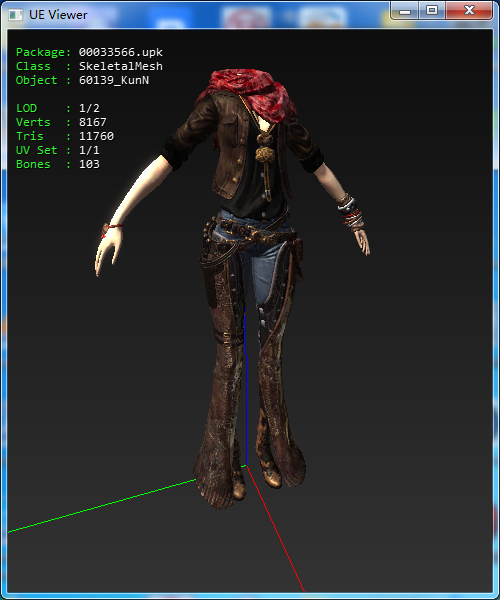 UE Viewer
Package: 00033566.upk
Class : SkeletalMesh
Object : 60139_KunN
LOD : 1/2
Verts : 8167
Tris : 11760
UV Set : 1/1
Bones : 103